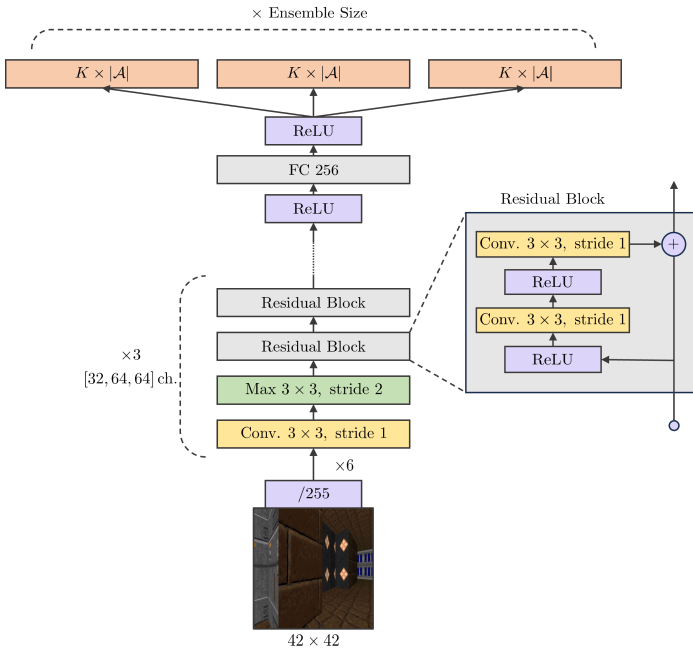 × Ensemble Size
K × |𝒜|
K × |𝒜|
K × |𝒜|
ReLU
FC 256
ReLU
Residual Block
Residual Block
Max 3 × 3, stride 2
Conv. 3 × 3, stride 1
×3
[32, 64, 64] ch.
×6
/255
42 × 42
Residual Block
Conv. 3 × 3, stride 1
+
ReLU
Conv. 3 × 3, stride 1
ReLU